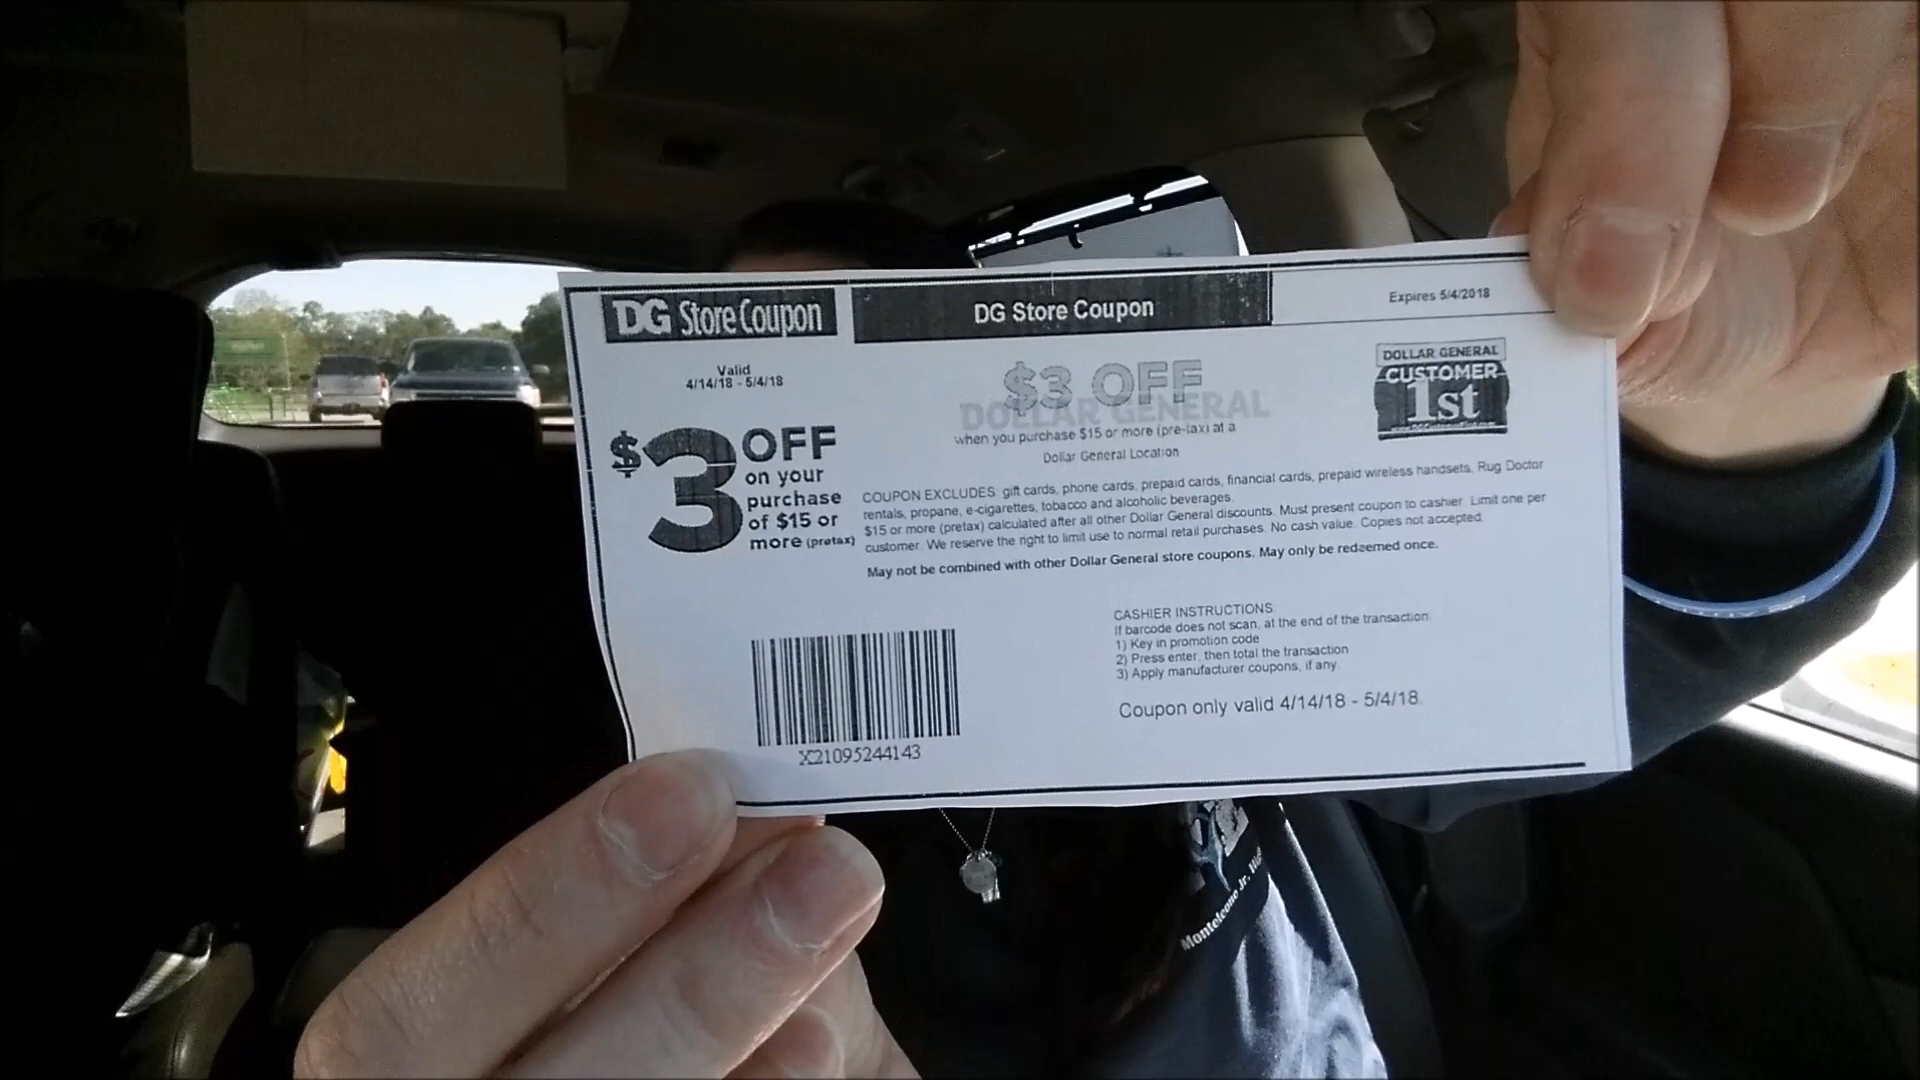 DG Store Coupon
DG Store Coupon
Expires 5/4/2018
Valid
4/14/18 - 5/4/18
$3 OFF
on your
purchase
of $15 or
more (pretax)
$3 OFF
DOLLAR GENERAL
when you purchase $15 or more (pre-tax) at a
Dollar General Location
DOLLAR GENERAL
CUSTOMER
1st
www.DGCustomerFirst.com
COUPON EXCLUDES: gift cards, phone cards, prepaid cards, financial cards, prepaid wireless handsets, Rug Doctor
rentals, propane, e-cigarettes, tobacco and alcoholic beverages.
$15 or more (pretax) calculated after all other Dollar General discounts. Must present coupon to cashier. Limit one per
customer. We reserve the right to limit use to normal retail purchases. No cash value. Copies not accepted.
May not be combined with other Dollar General store coupons. May only be redeemed once.
X21095244143
CASHIER INSTRUCTIONS.
If barcode does not scan, at the end of the transaction:
1) Key in promotion code
2) Press enter, then total the transaction
3) Apply manufacturer coupons, if any.
Coupon only valid 4/14/18 - 5/4/18.
Monteleone Jr. High